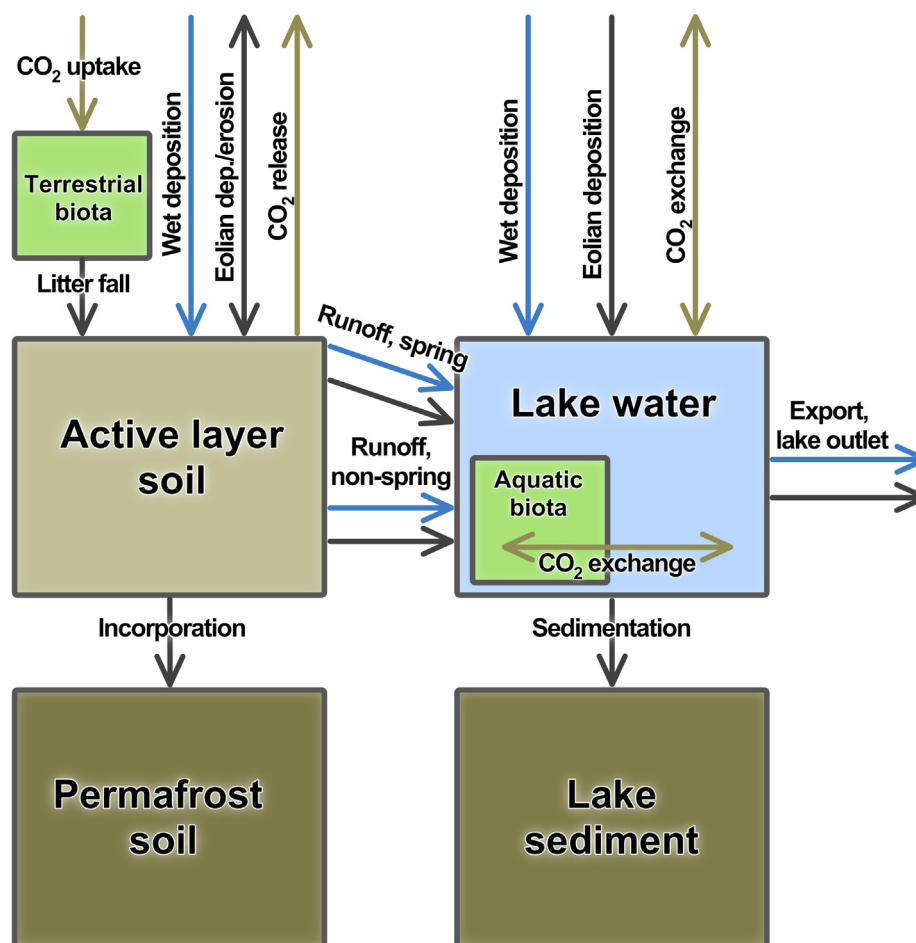 CO₂ uptake
Terrestrial
biota
Litter fall
Wet deposition
Eolian dep./erosion
CO₂ release
Wet deposition
Eolian deposition
CO₂ exchange
Runoff, spring
Active layer
soil
Runoff,
non-spring
Lake water
Aquatic
biota
CO₂ exchange
Export,
lake outlet
Incorporation
Sedimentation
Permafrost
soil
Lake
sediment